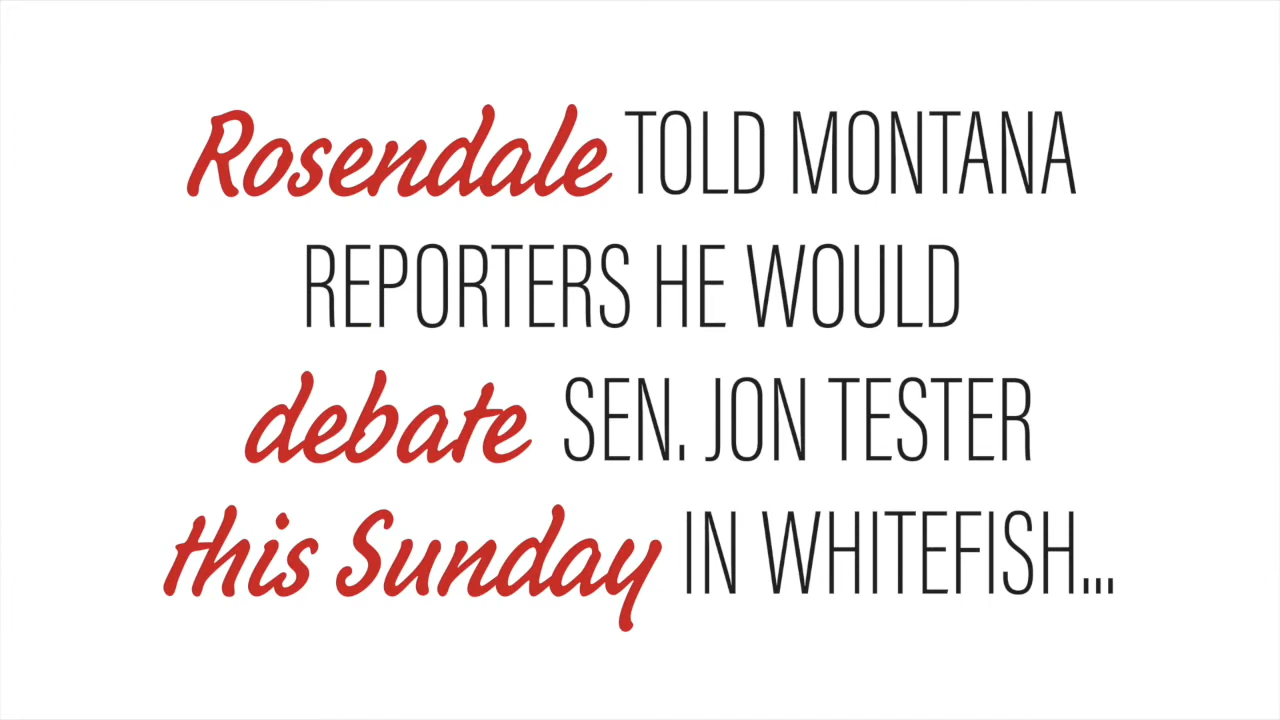 Rosendale TOLD MONTANA
REPORTERS HE WOULD
debate SEN. JON TESTER
this Sunday IN WHITEFISH...